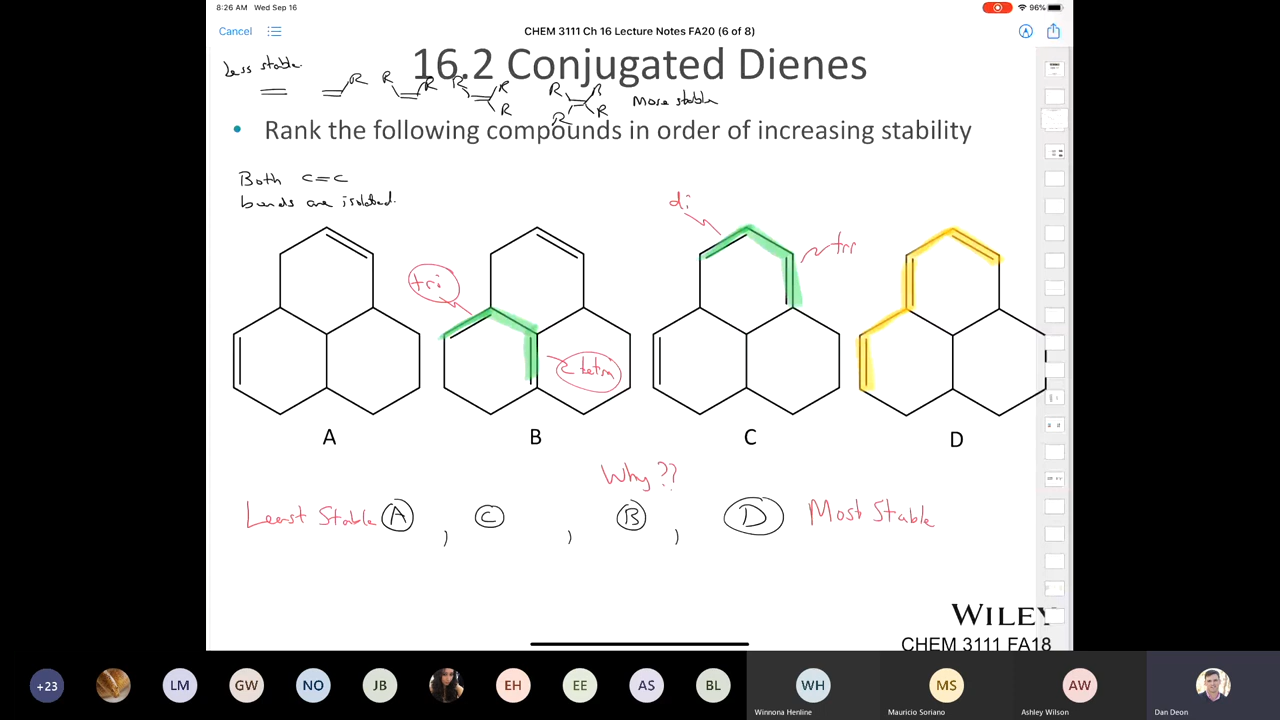 8:26 AM Wed Sep 16
96%
Cancel
CHEM 3111 Ch 16 Lecture Notes FA20 (6 of 8)
16.2 Conjugated Dienes
Less stable
R R R R R R R R R R
More stable
• Rank the following compounds in order of increasing stability
Both C=C
bonds are isolated.
di
tri
tri
tetra
A B C D
Why??
Least Stable A , C , B , D Most Stable
WILEY
CHEM 3111 FA18
+23 LM GW NO JB EH EE AS BL WH MS AW
Winnona Henline Mauricio Soriano Ashley Wilson Dan Deon